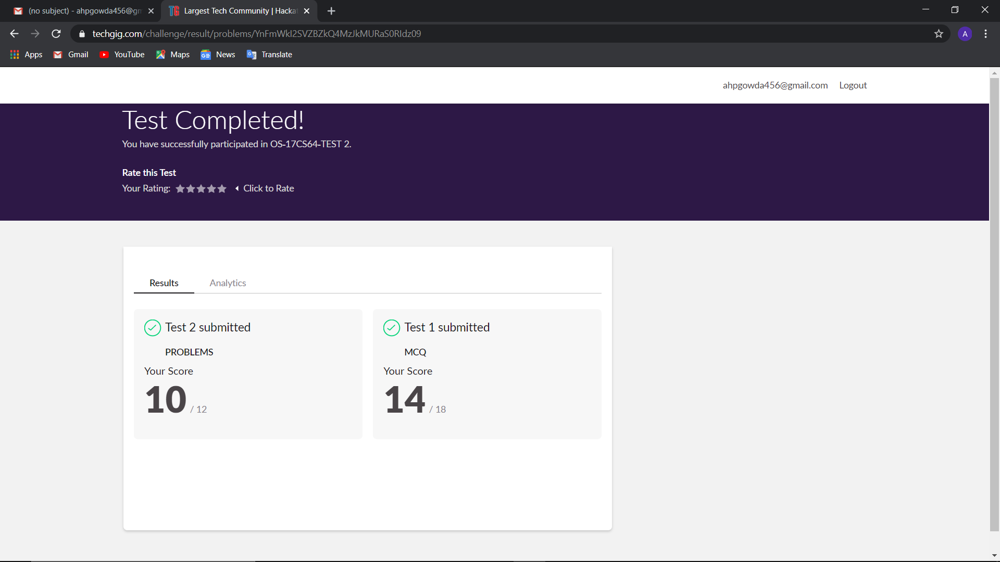 (no subject) - ahpgowda456@gm
Largest Tech Community | Hacka
techgig.com/challenge/result/problems/YnFmWkI2SVZBZkQ4MzJkMURaS0RIdz09
A
Apps
Gmail
YouTube
Maps
News
Translate
ahpgowda456@gmail.com
Logout
Test Completed!
You have successfully participated in OS-17CS64-TEST 2.
Rate this Test
Your Rating:
Click to Rate
Results
Analytics
Test 2 submitted
PROBLEMS
Your Score
10 / 12
Test 1 submitted
MCQ
Your Score
14 / 18